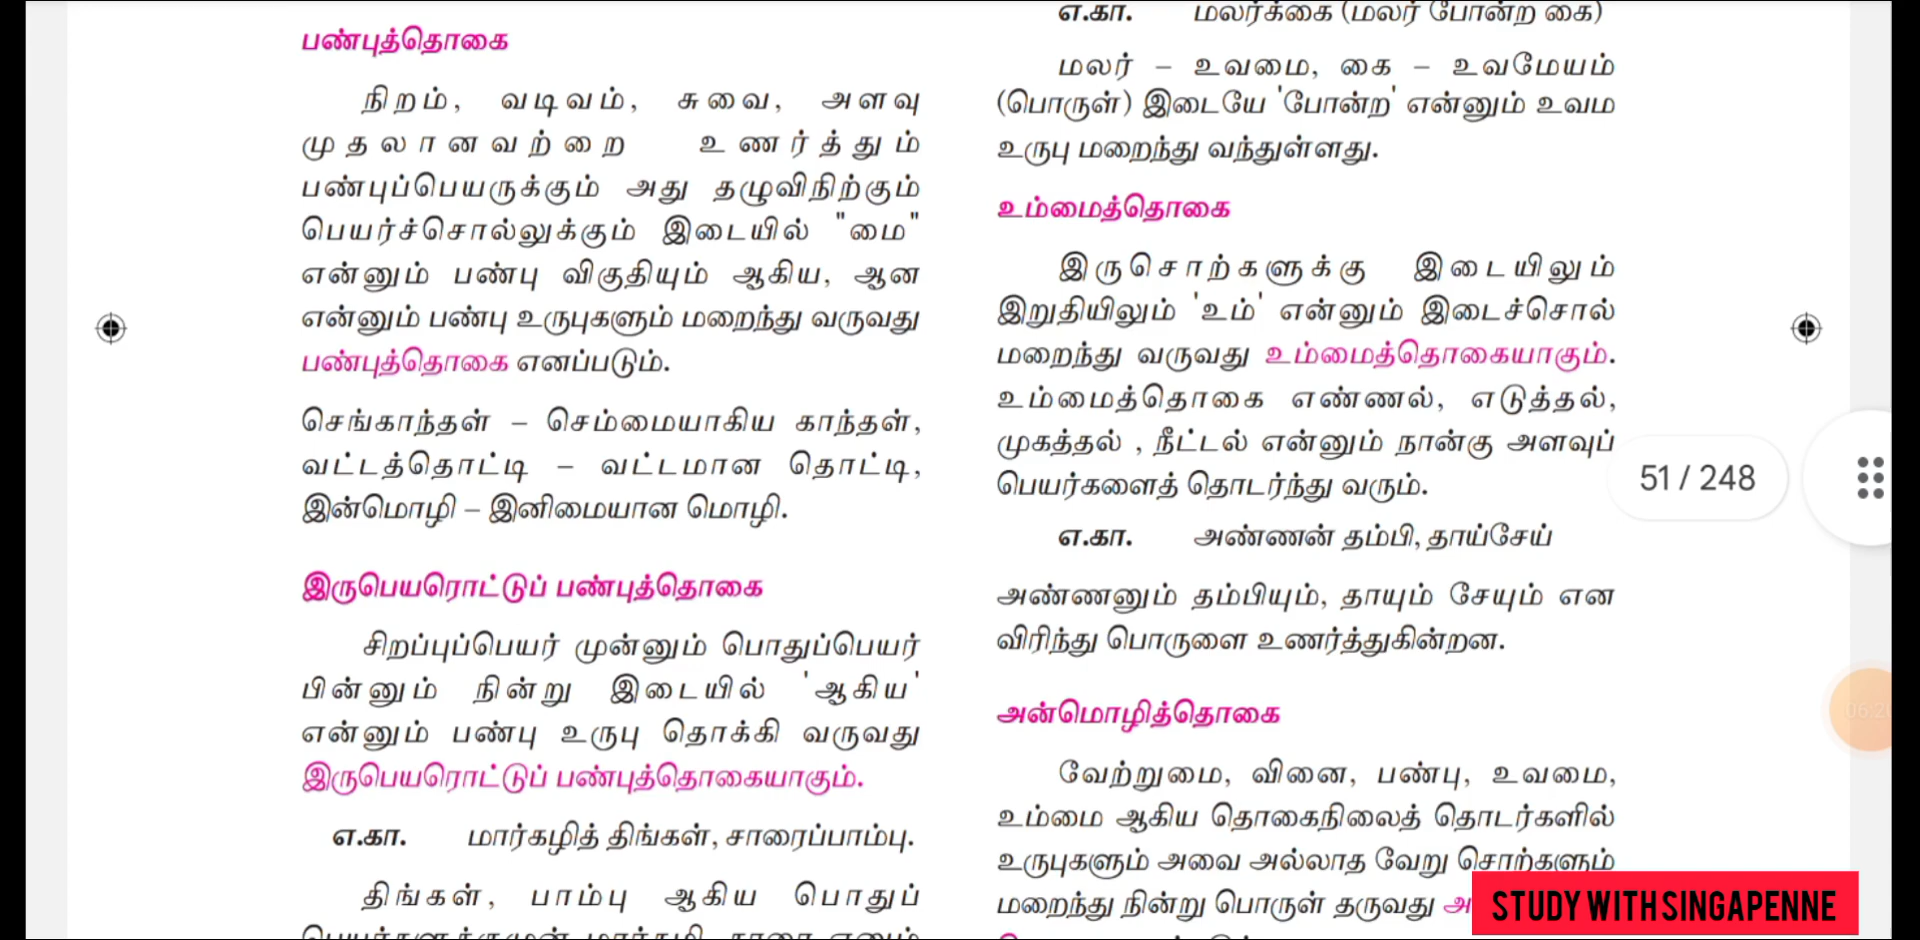 பண்புத்தொகை
நிறம், வடிவம், சுவை, அளவு
முதலானவற்றை உணர்த்தும்
பண்புப்பெயருக்கும் அது தழுவிநிற்கும்
பெயர்ச்சொல்லுக்கும் இடையில் "மை"
என்னும் பண்பு விகுதியும் ஆகிய, ஆன
என்னும் பண்பு உருபுகளும் மறைந்து வருவது
பண்புத்தொகை எனப்படும்.
செங்காந்தள் – செம்மையாகிய காந்தள்,
வட்டத்தொட்டி – வட்டமான தொட்டி,
இன்மொழி – இனிமையான மொழி.
இருபெயரொட்டுப் பண்புத்தொகை
சிறப்புப்பெயர் முன்னும் பொதுப்பெயர்
பின்னும் நின்று இடையில் 'ஆகிய'
என்னும் பண்பு உருபு தொக்கி வருவது
இருபெயரொட்டுப் பண்புத்தொகையாகும்.
எ.கா. மார்கழித் திங்கள், சாரைப்பாம்பு.
திங்கள், பாம்பு ஆகிய பொதுப்
எ.கா. மலர்க்கை (மலர் போன்ற கை)
மலர் – உவமை, கை – உவமேயம்
(பொருள்) இடையே 'போன்ற' என்னும் உவம
உருபு மறைந்து வந்துள்ளது.
உம்மைத்தொகை
இருசொற்களுக்கு இடையிலும்
இறுதியிலும் 'உம்' என்னும் இடைச்சொல்
மறைந்து வருவது உம்மைத்தொகையாகும்.
உம்மைத்தொகை எண்ணல், எடுத்தல்,
முகத்தல் , நீட்டல் என்னும் நான்கு அளவுப்
பெயர்களைத் தொடர்ந்து வரும்.
எ.கா. அண்ணன் தம்பி, தாய்சேய்
அண்ணனும் தம்பியும், தாயும் சேயும் என
விரிந்து பொருளை உணர்த்துகின்றன.
அன்மொழித்தொகை
வேற்றுமை, வினை, பண்பு, உவமை,
உம்மை ஆகிய தொகைநிலைத் தொடர்களில்
உருபுகளும் அவை அல்லாத வேறு சொற்களும்
மறைந்து நின்று பொருள் தருவது
51 / 248
STUDY WITH SINGAPENNE